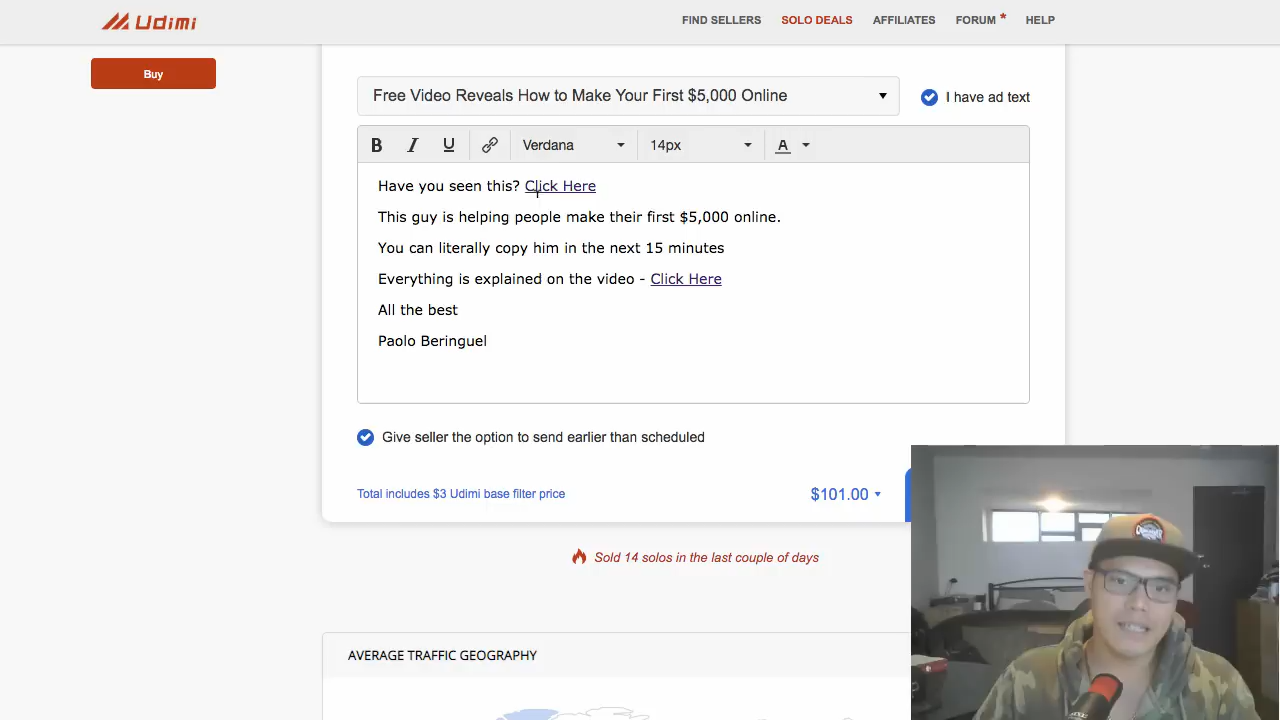 Udimi
FIND SELLERS SOLO DEALS AFFILIATES FORUM * HELP
Buy
Free Video Reveals How to Make Your First $5,000 Online
I have ad text
B I U Verdana 14px A
Have you seen this? Click Here
This guy is helping people make their first $5,000 online.
You can literally copy him in the next 15 minutes
Everything is explained on the video - Click Here
All the best
Paolo Beringuel
Give seller the option to send earlier than scheduled
Total includes $3 Udimi base filter price
$101.00
Sold 14 solos in the last couple of days
AVERAGE TRAFFIC GEOGRAPHY